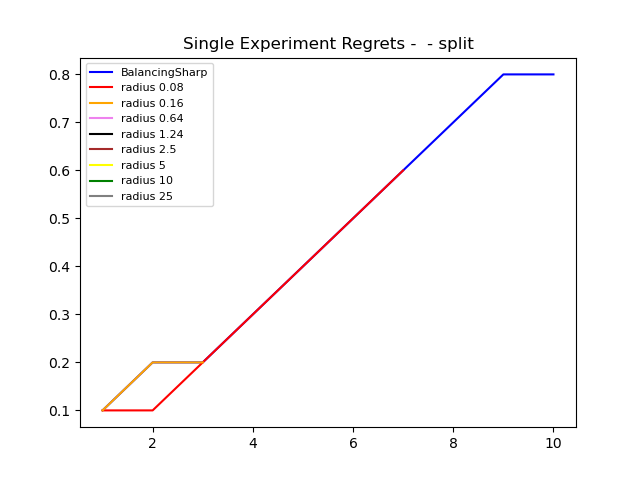 Single Experiment Regrets -  - split
0.8
0.7
0.6
0.5
0.4
0.3
0.2
0.1
BalancingSharp
radius 0.08
radius 0.16
radius 0.64
radius 1.24
radius 2.5
radius 5
radius 10
radius 25
2
4
6
8
10